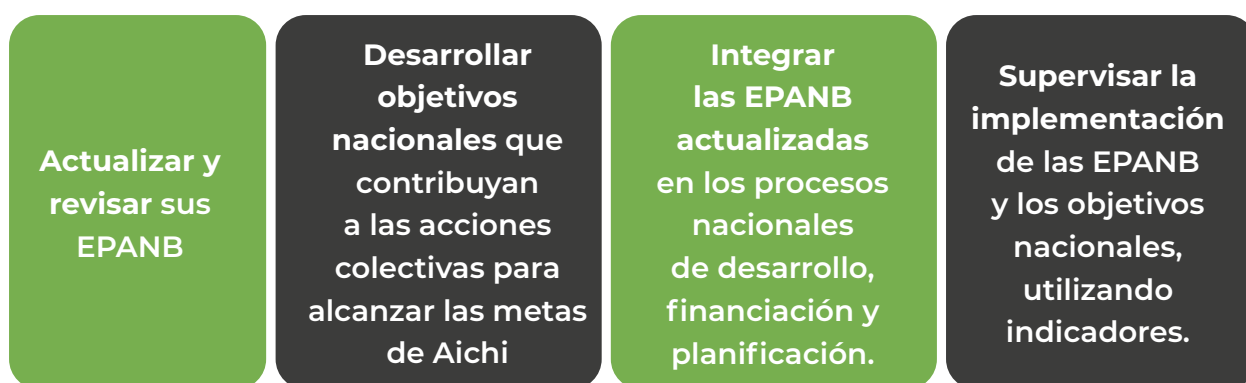 Actualizar y
revisar sus
EPANB
Desarrollar
objetivos
nacionales que
contribuyan
a las acciones
colectivas para
alcanzar las metas
de Aichi
Integrar
las EPANB
actualizadas
en los procesos
nacionales
de desarrollo,
financiación y
planificación.
Supervisar la
implementación
de las EPANB
y los objetivos
nacionales,
utilizando
indicadores.